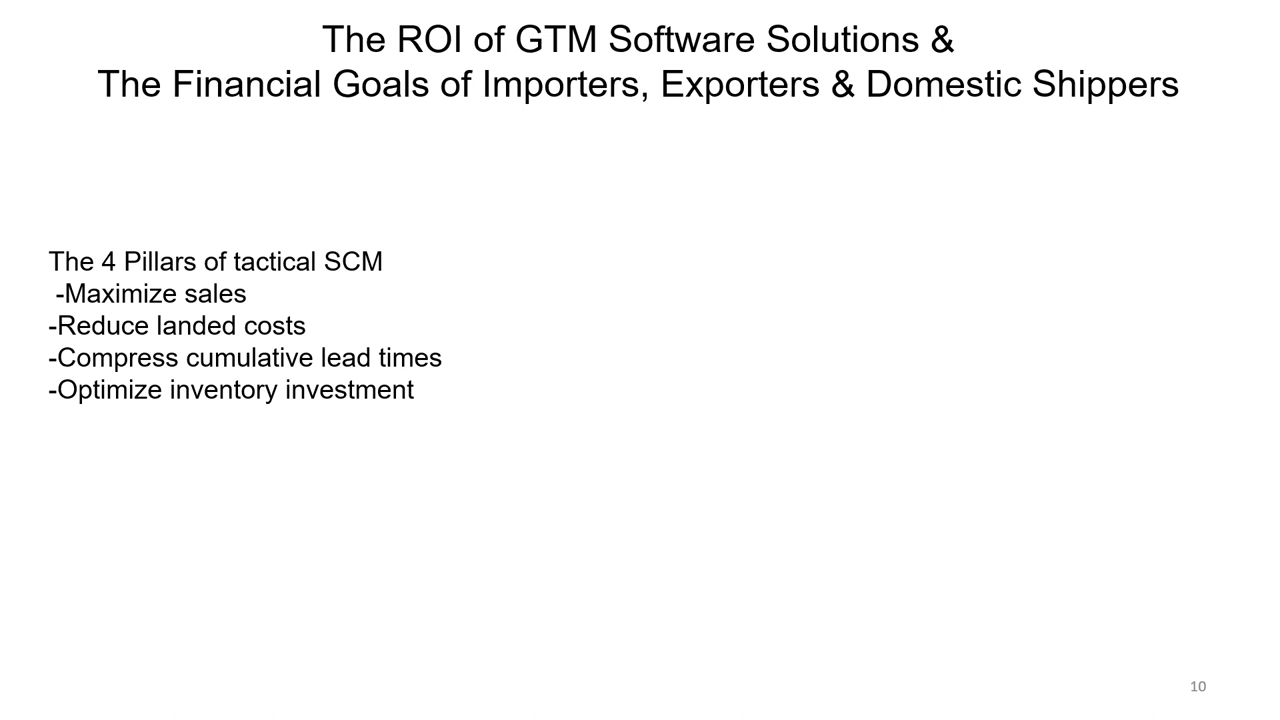 The ROI of GTM Software Solutions &
The Financial Goals of Importers, Exporters & Domestic Shippers
The 4 Pillars of tactical SCM
-Maximize sales
-Reduce landed costs
-Compress cumulative lead times
-Optimize inventory investment
10